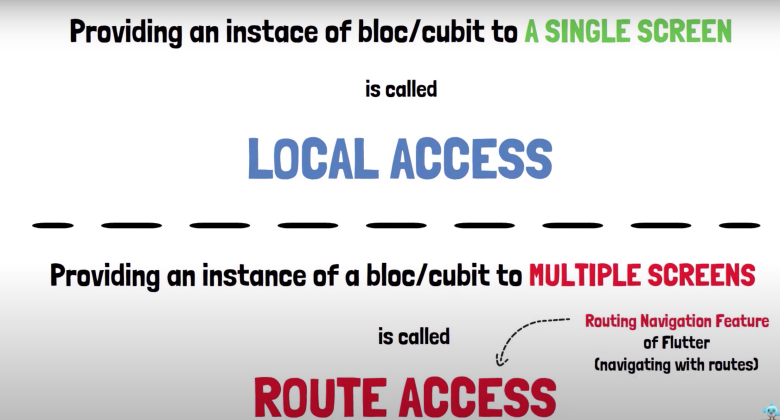 Providing an instace of bloc/cubit to A SINGLE SCREEN
is called
LOCAL ACCESS
Providing an instance of a bloc/cubit to MULTIPLE SCREENS
is called
Routing Navigation Feature
of Flutter
(navigating with routes)
ROUTE ACCESS